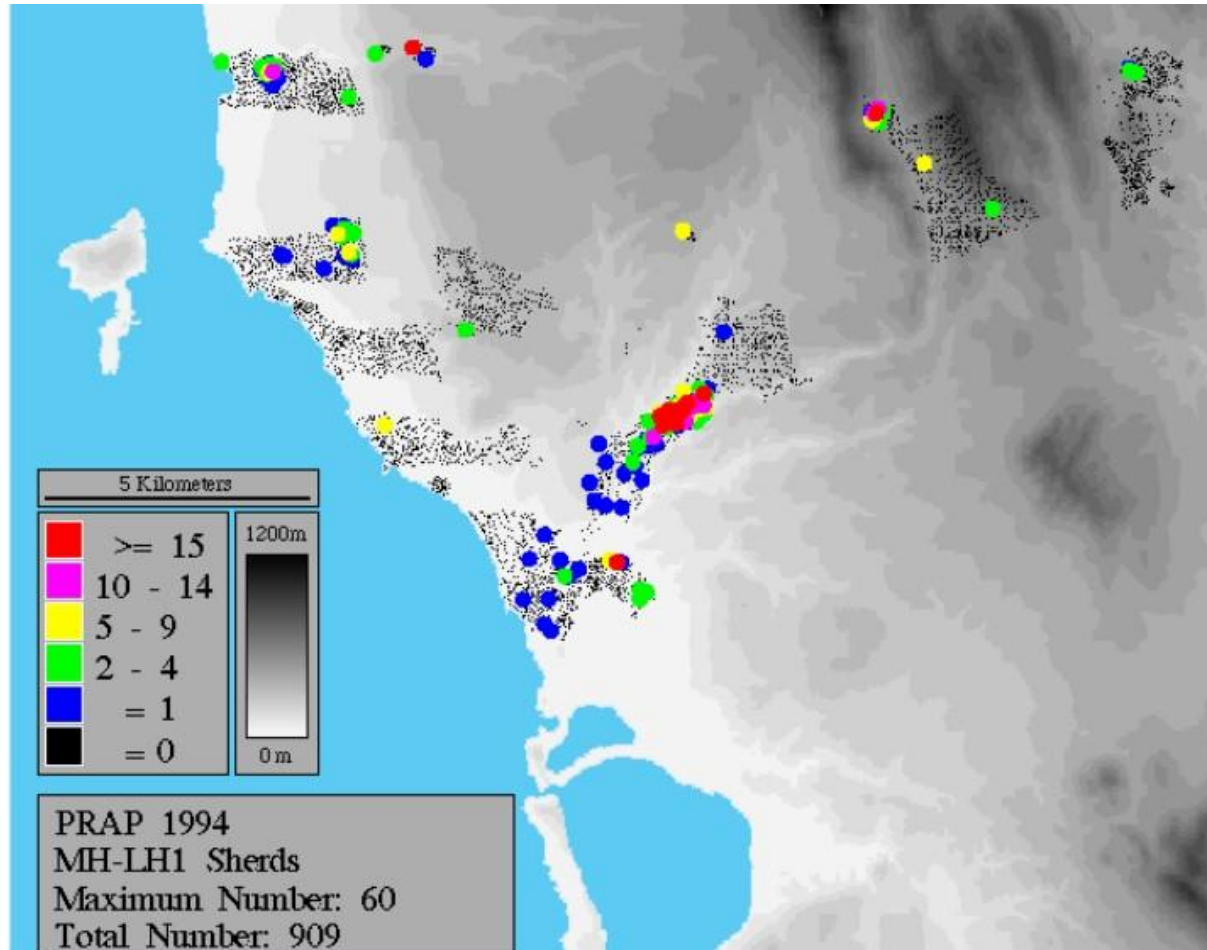 5 Kilometers
>= 15
10 - 14
5 - 9
2 - 4
= 1
= 0
1200m
0 m
PRAP 1994
MH-LH1 Sherds
Maximum Number: 60
Total Number: 909